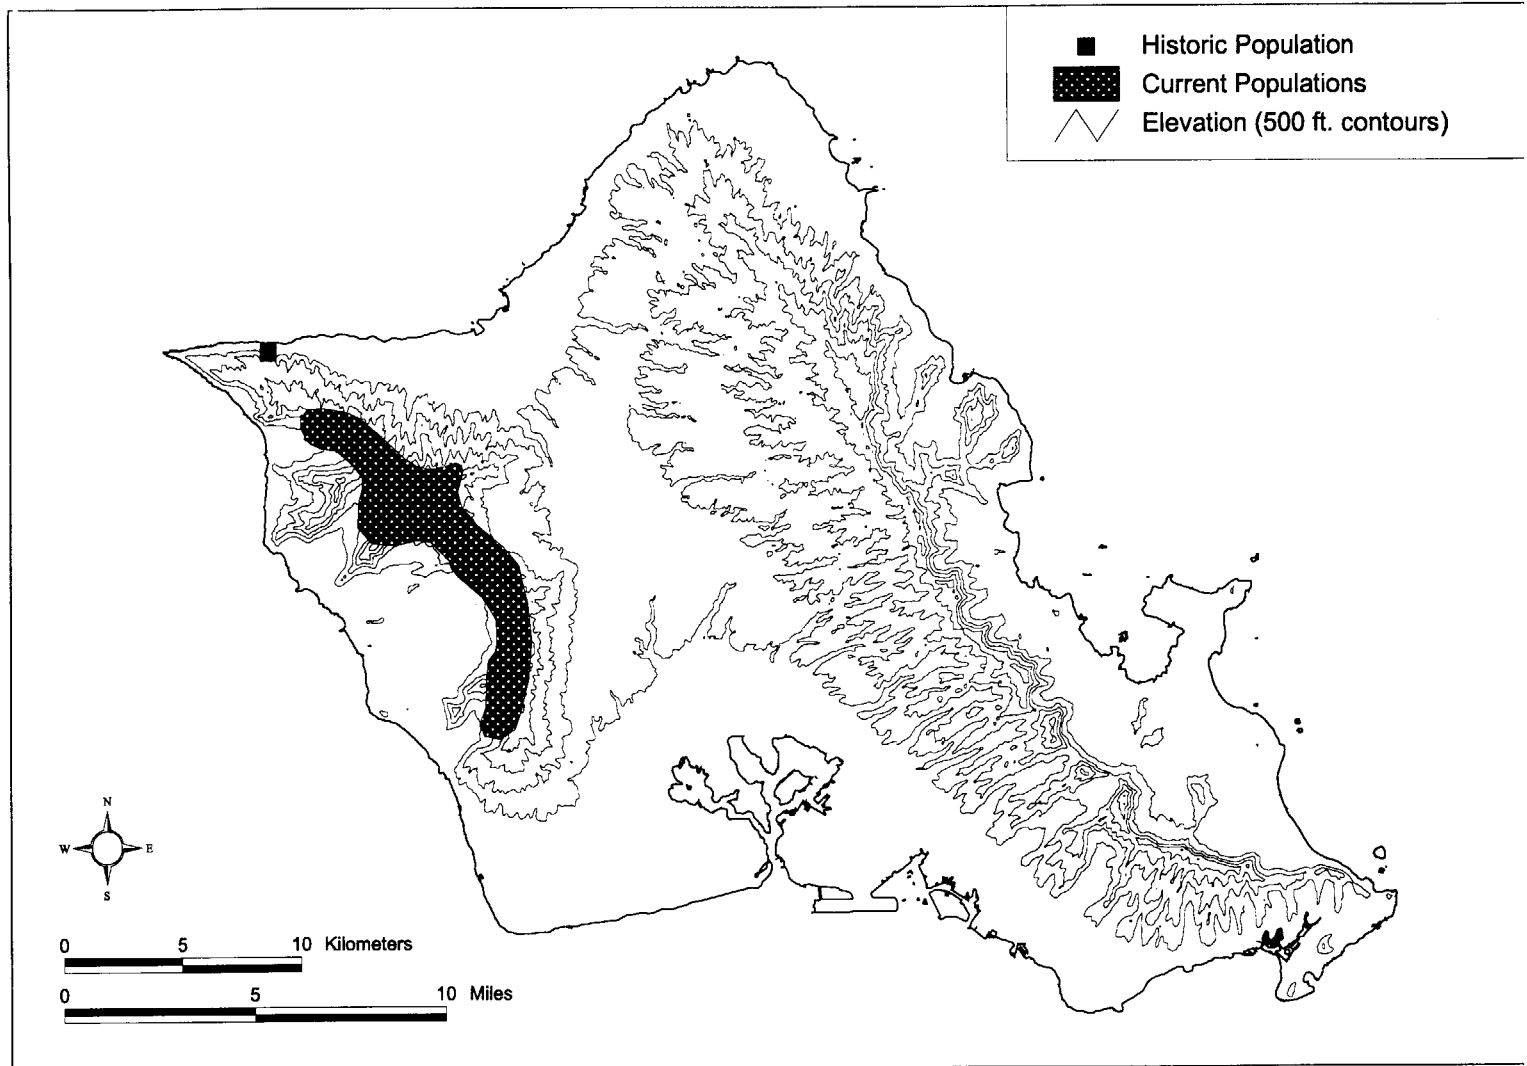 Historic Population
Current Populations
Elevation (500 ft. contours)
N
W E
S
0 5 10 Kilometers
0 5 10 Miles